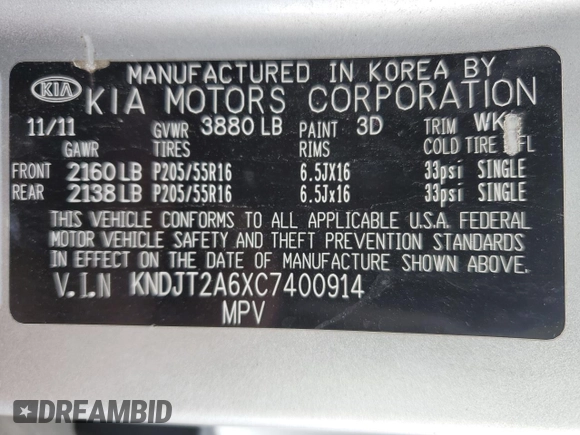 KIA
MANUFACTURED IN KOREA BY
KIA MOTORS CORPORATION
11/11 GVWR 3880 LB PAINT 3D TRIM
GAWR TIRES RIMS COLD TIRE
FRONT 2160 LB P205/55R16 6.5JX16 33psi SINGLE
REAR 2138 LB P205/55R16 6.5Jx16 33psi SINGLE
THIS VEHICLE CONFORMS TO ALL APPLICABLE U.S.A. FEDERAL
MOTOR VEHICLE SAFETY AND THEFT PREVENTION STANDARDS
IN EFFECT ON THE DATE OF MANUFACTURE SHOWN ABOVE.
V.I.N KNDJT2A6XC7400914
MPV
DREAMBID